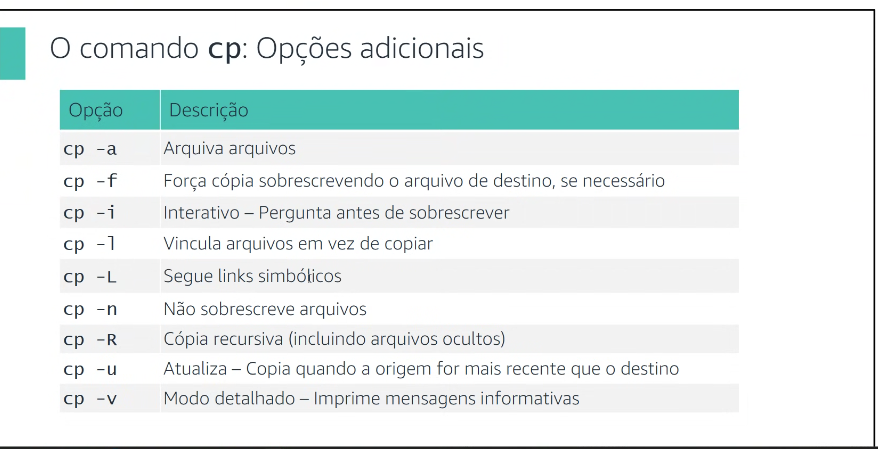 O comando cp: Opções adicionais
Opção Descrição
cp -a Arquiva arquivos
cp -f Força cópia sobrescrevendo o arquivo de destino, se necessário
cp -i Interativo – Pergunta antes de sobrescrever
cp -l Vincula arquivos em vez de copiar
cp -L Segue links simbólicos
cp -n Não sobrescreve arquivos
cp -R Cópia recursiva (incluindo arquivos ocultos)
cp -u Atualiza – Copia quando a origem for mais recente que o destino
cp -v Modo detalhado – Imprime mensagens informativas